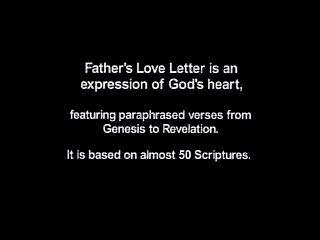 Father's Love Letter is an
expression of God's heart,
featuring paraphrased verses from
Genesis to Revelation.
It is based on almost 50 Scriptures.